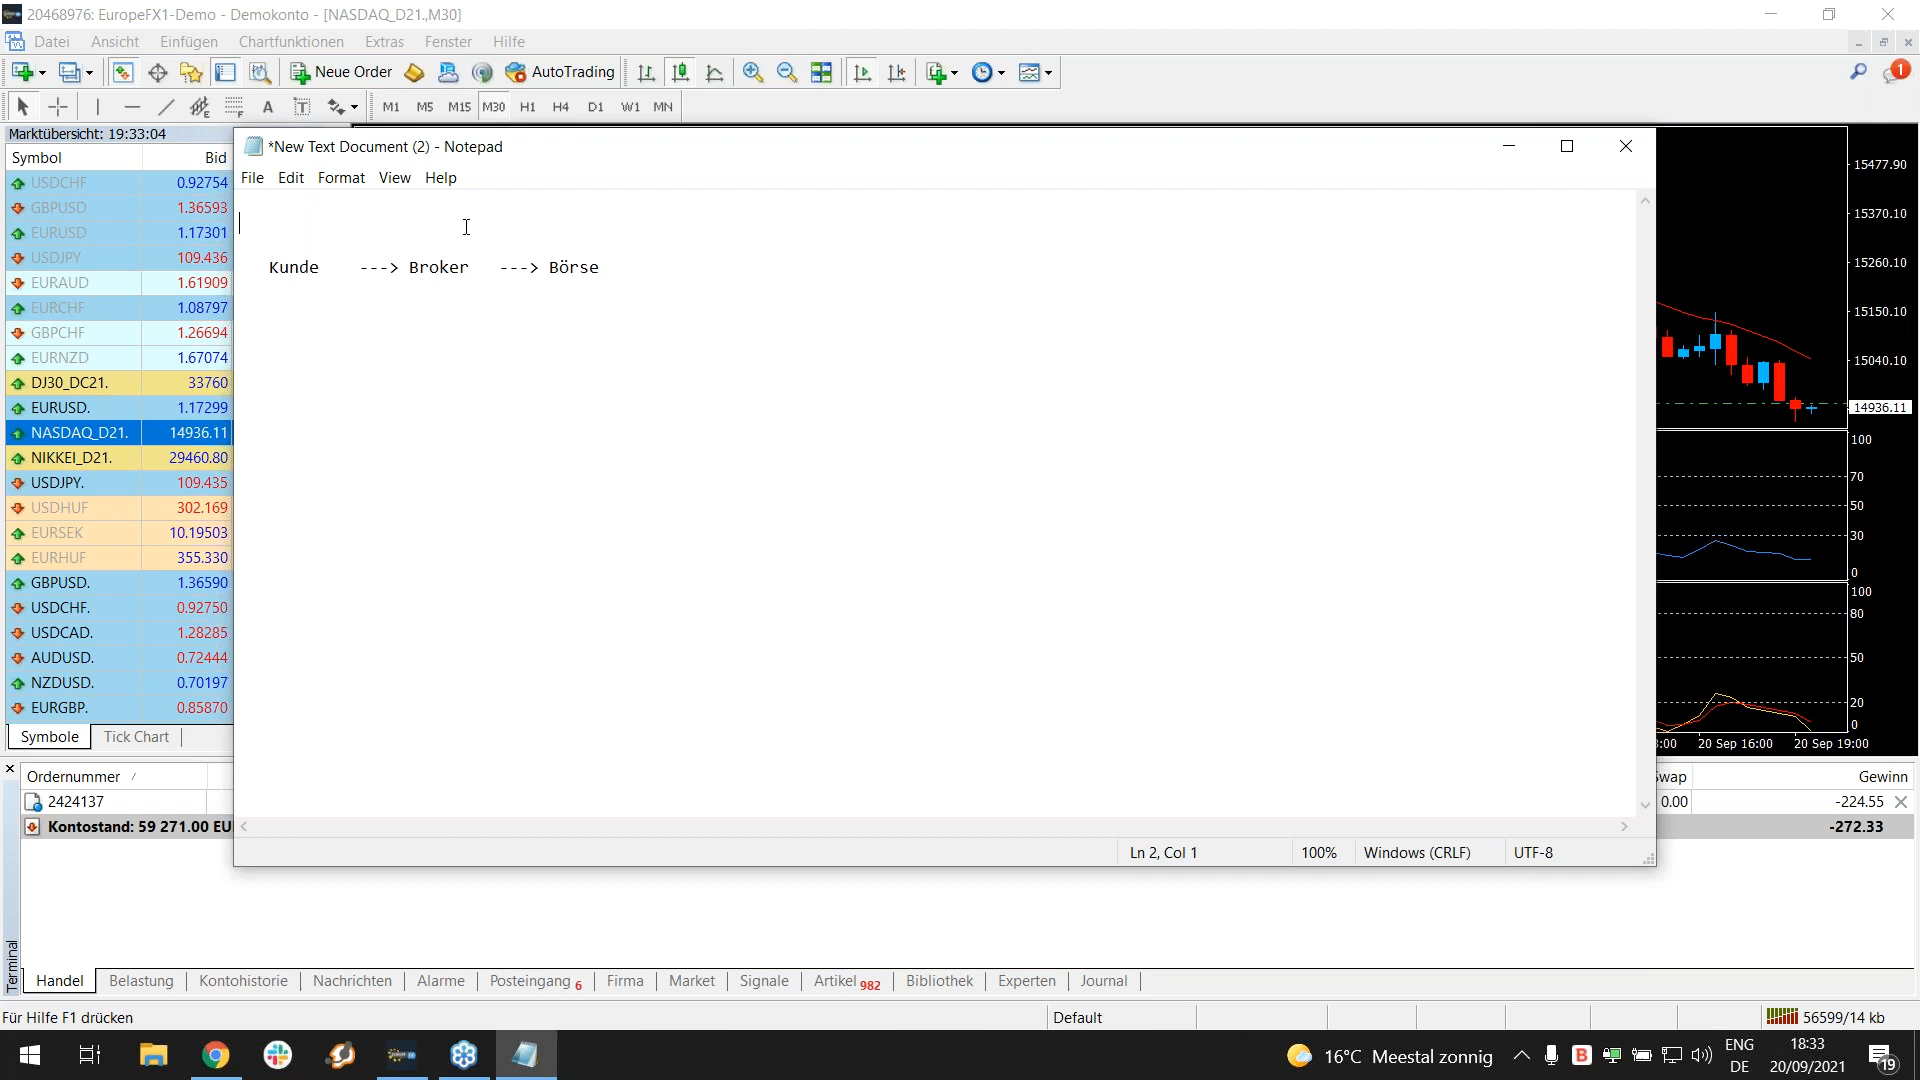 20468976: EuropeFX1-Demo - Demokonto - [NASDAQ_D21.,M30]
Datei Ansicht Einfügen Chartfunktionen Extras Fenster Hilfe
Neue Order AutoTrading 1
A T M1 M5 M15 M30 H1 H4 D1 W1 MN
Marktübersicht: 19:33:04
Symbol Bid
USDCHF 0.92754
GBPUSD 1.36593
EURUSD 1.17301
USDJPY 109.436
EURAUD 1.61909
EURCHF 1.08797
GBPCHF 1.26694
EURNZD 1.67074
DJ30_DC21. 33760
EURUSD. 1.17299
NASDAQ_D21. 14936.11
NIKKEI_D21. 29460.80
USDJPY. 109.435
USDHUF 302.169
EURSEK 10.19503
EURHUF 355.330
GBPUSD. 1.36590
USDCHF. 0.92750
USDCAD. 1.28285
AUDUSD. 0.72444
NZDUSD. 0.70197
EURGBP. 0.85870
Symbole Tick Chart
*New Text Document (2) - Notepad
File Edit Format View Help
Kunde ---> Broker ---> Börse
Ln 2, Col 1 100% Windows (CRLF) UTF-8
15477.90
15370.10
15260.10
15150.10
15040.10
14936.11
100
70
50
30
0
100
80
50
20
0
:00 20 Sep 16:00 20 Sep 19:00
Ordernummer / Swap Gewinn
2424137 0.00 -224.55
Kontostand: 59 271.00 EU -272.33
Terminal
Handel Belastung Kontohistorie Nachrichten Alarme Posteingang 6 Firma Market Signale Artikel 982 Bibliothek Experten Journal
Für Hilfe F1 drücken Default 56599/14 kb
16°C Meestal zonnig B ENG 18:33
DE 20/09/2021 19